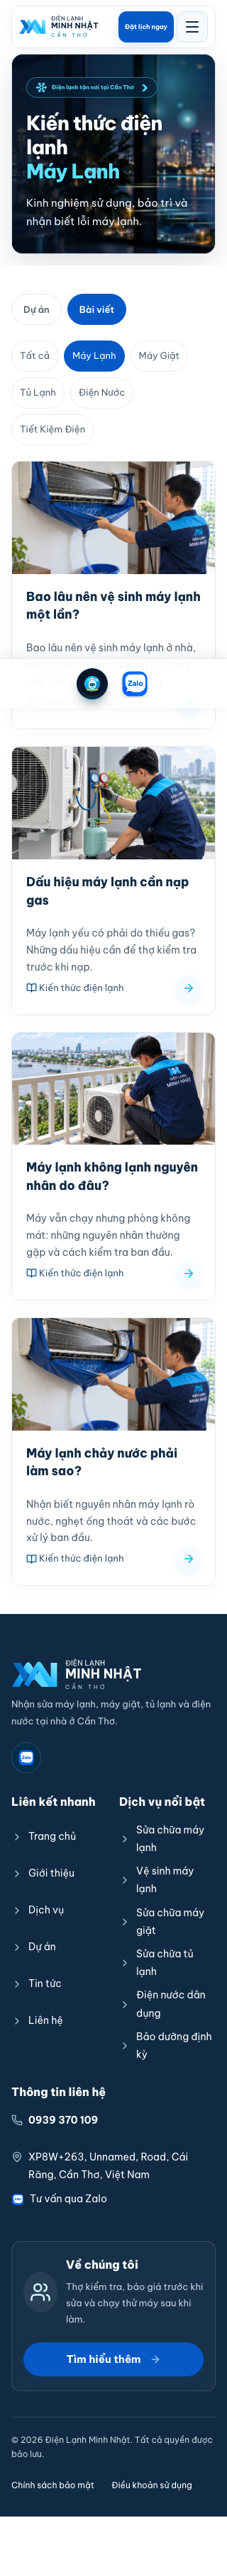 ĐIỆN LẠNH
MINH NHẬT
CẦN THƠ
Đặt lịch ngay
Điện lạnh tận nơi tại Cần Thơ
Kiến thức điện
lạnh
Máy Lạnh
Kinh nghiệm sử dụng, bảo trì và
nhận biết lỗi máy lạnh.
Dự án
Bài viết
Tất cả
Máy Lạnh
Máy Giặt
Tủ Lạnh
Điện Nước
Tiết Kiệm Điện
Bao lâu nên vệ sinh máy lạnh
một lần?
Bao lâu nên vệ sinh máy lạnh ở nhà,
Zalo
Dấu hiệu máy lạnh cần nạp
gas
Máy lạnh yếu có phải do thiếu gas?
Những dấu hiệu cần để thợ kiểm tra
trước khi nạp.
Kiến thức điện lạnh
MINH NHẬT
Máy lạnh không lạnh nguyên
nhân do đâu?
Máy vẫn chạy nhưng phòng không
mát: những nguyên nhân thường
gặp và cách kiểm tra ban đầu.
Kiến thức điện lạnh
Máy lạnh chảy nước phải
làm sao?
Nhận biết nguyên nhân máy lạnh rò
nước, nghẹt ống thoát và các bước
xử lý ban đầu.
Kiến thức điện lạnh
ĐIỆN LẠNH
MINH NHẬT
CẦN THƠ
Nhận sửa máy lạnh, máy giặt, tủ lạnh và điện
nước tại nhà ở Cần Thơ.
Zalo
Liên kết nhanh
Trang chủ
Giới thiệu
Dịch vụ
Dự án
Tin tức
Liên hệ
Dịch vụ nổi bật
Sửa chữa máy
lạnh
Vệ sinh máy
lạnh
Sửa chữa máy
giặt
Sửa chữa tủ
lạnh
Điện nước dân
dụng
Bảo dưỡng định
kỳ
Thông tin liên hệ
0939 370 109
XP8W+263, Unnamed, Road, Cái
Răng, Cần Thơ, Việt Nam
Zalo Tư vấn qua Zalo
Về chúng tôi
Thợ kiểm tra, báo giá trước khi
sửa và chạy thử máy sau khi
làm.
Tìm hiểu thêm
© 2026 Điện Lạnh Minh Nhật. Tất cả quyền được
bảo lưu.
Chính sách bảo mật
Điều khoản sử dụng